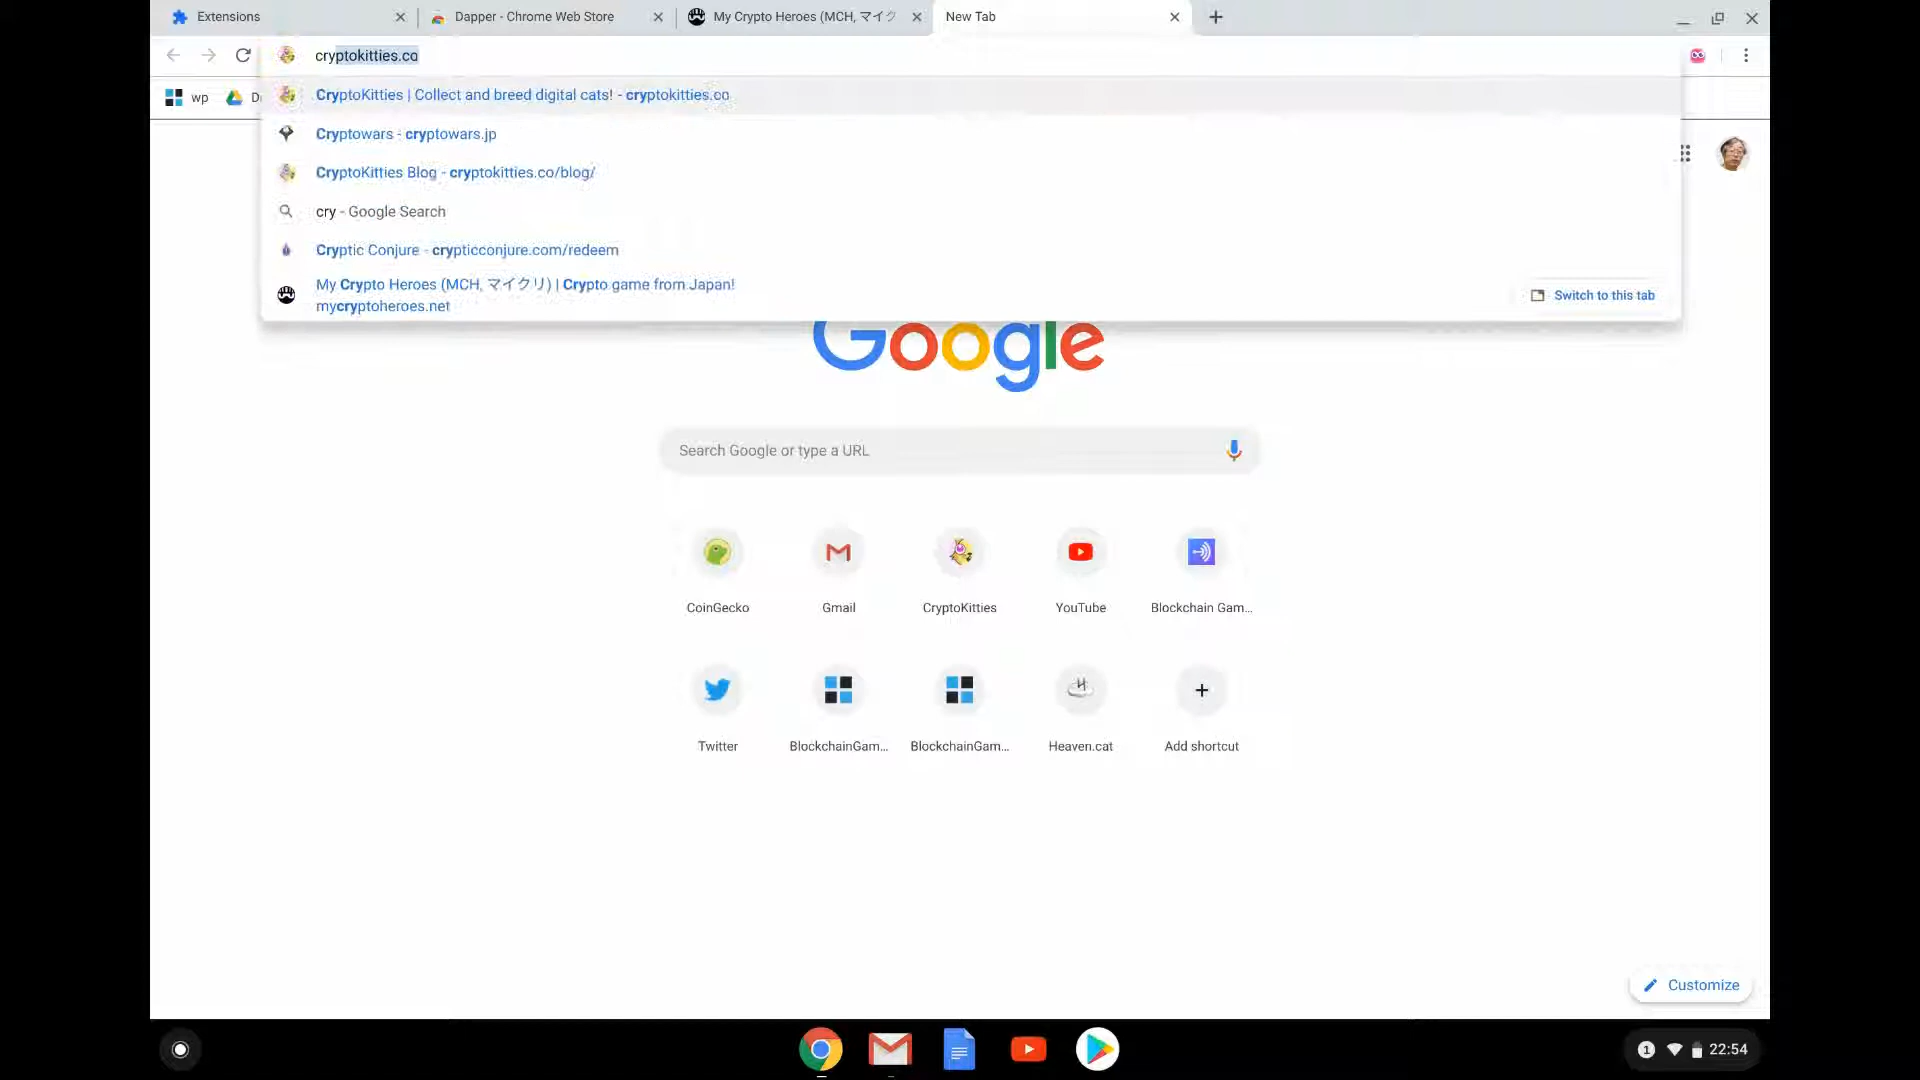 Extensions
Dapper - Chrome Web Store
My Crypto Heroes (MCH, マイク
New Tab
cryptokitties.co
wp
D
CryptoKitties | Collect and breed digital cats! - cryptokitties.co
Cryptowars - cryptowars.jp
CryptoKitties Blog - cryptokitties.co/blog/
cry - Google Search
Cryptic Conjure - crypticconjure.com/redeem
My Crypto Heroes (MCH, マイクリ) | Crypto game from Japan!
mycryptoheroes.net
Switch to this tab
Google
Search Google or type a URL
CoinGecko
Gmail
CryptoKitties
YouTube
Blockchain Gam...
Twitter
BlockchainGam...
BlockchainGam...
Heaven.cat
Add shortcut
Customize
1
22:54